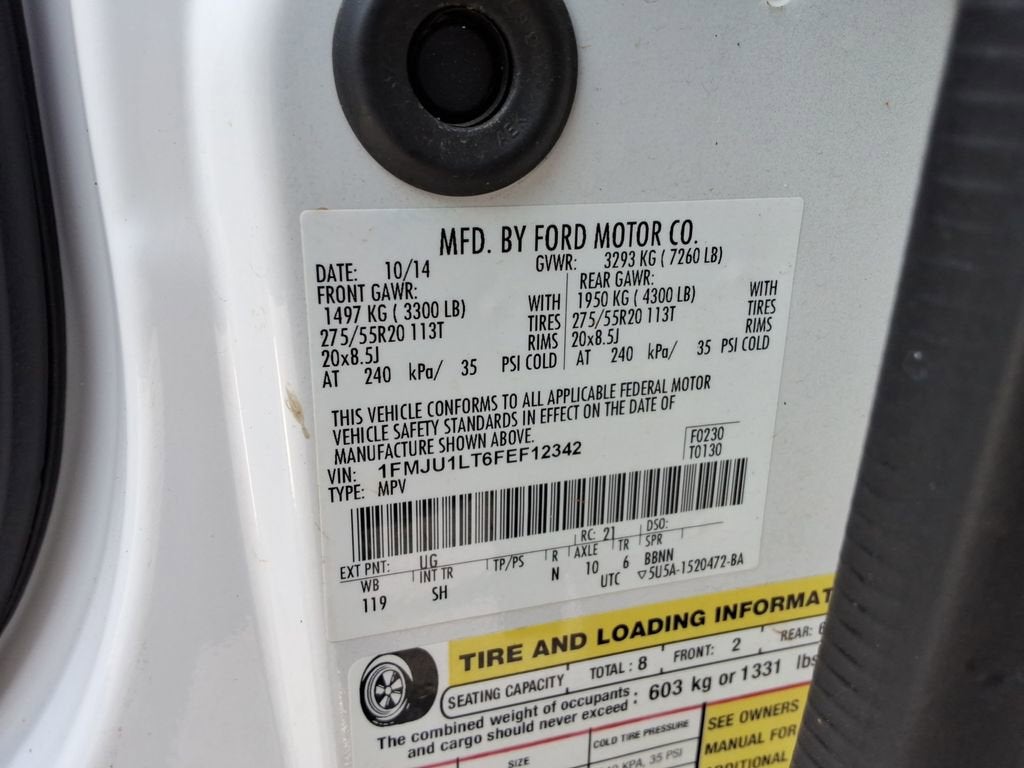 MFD. BY FORD MOTOR CO.
DATE: 10/14 GVWR: 3293 KG ( 7260 LB)
FRONT GAWR: REAR GAWR:
1497 KG ( 3300 LB) WITH 1950 KG ( 4300 LB) WITH
275/55R20 113T TIRES 275/55R20 113T TIRES
20x8.5J RIMS 20x8.5J RIMS
AT 240 kPa/ 35 PSI COLD AT 240 kPa/ 35 PSI COLD
THIS VEHICLE CONFORMS TO ALL APPLICABLE FEDERAL MOTOR
VEHICLE SAFETY STANDARDS IN EFFECT ON THE DATE OF
MANUFACTURE SHOWN ABOVE.
F0230
VIN: 1FMJU1LT6FEF12342 T0130
TYPE: MPV
EXT PNT: UG RC: 21 DSO:
WB INT TR TP/PS R AXLE TR SPR
119 SH N 10 6 BBNN
UTC ▽5U5A-1520472-BA
TIRE AND LOADING INFORMAT
SEATING CAPACITY TOTAL : 8 FRONT: 2 REAR: 6
The combined weight of occupants
and cargo should never exceed : 603 kg or 1331 lbs
SIZE COLD TIRE PRESSURE SEE OWNERS
KPA, 35 PSI MANUAL FOR